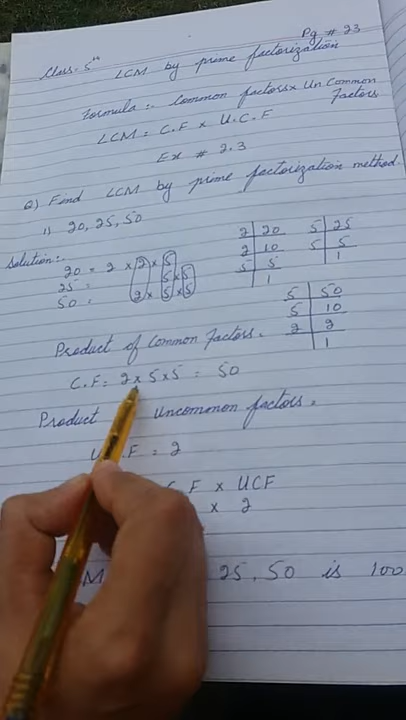 Pg # 23
Class. 5th LCM by prime factorization
Formula :. Common factors x Un Common Factors
LCM = C.F x U.C.F
Ex # 2.3
Q) Find LCM by prime factorization method.
1) 20, 25, 50
Solution:.
20 = 2 x 2 x 5
25 = 5 x 5
50 = 2 x 5 x 5
2 | 20
2 | 10
5 | 5
1
5 | 25
5 | 5
1
5 | 50
5 | 10
2 | 2
1
Product of Common Factors.
C.F = 2 x 5 x 5 = 50
Product uncommon factors.
F = 2
F x UCF
x 2
M 25, 50 is 100